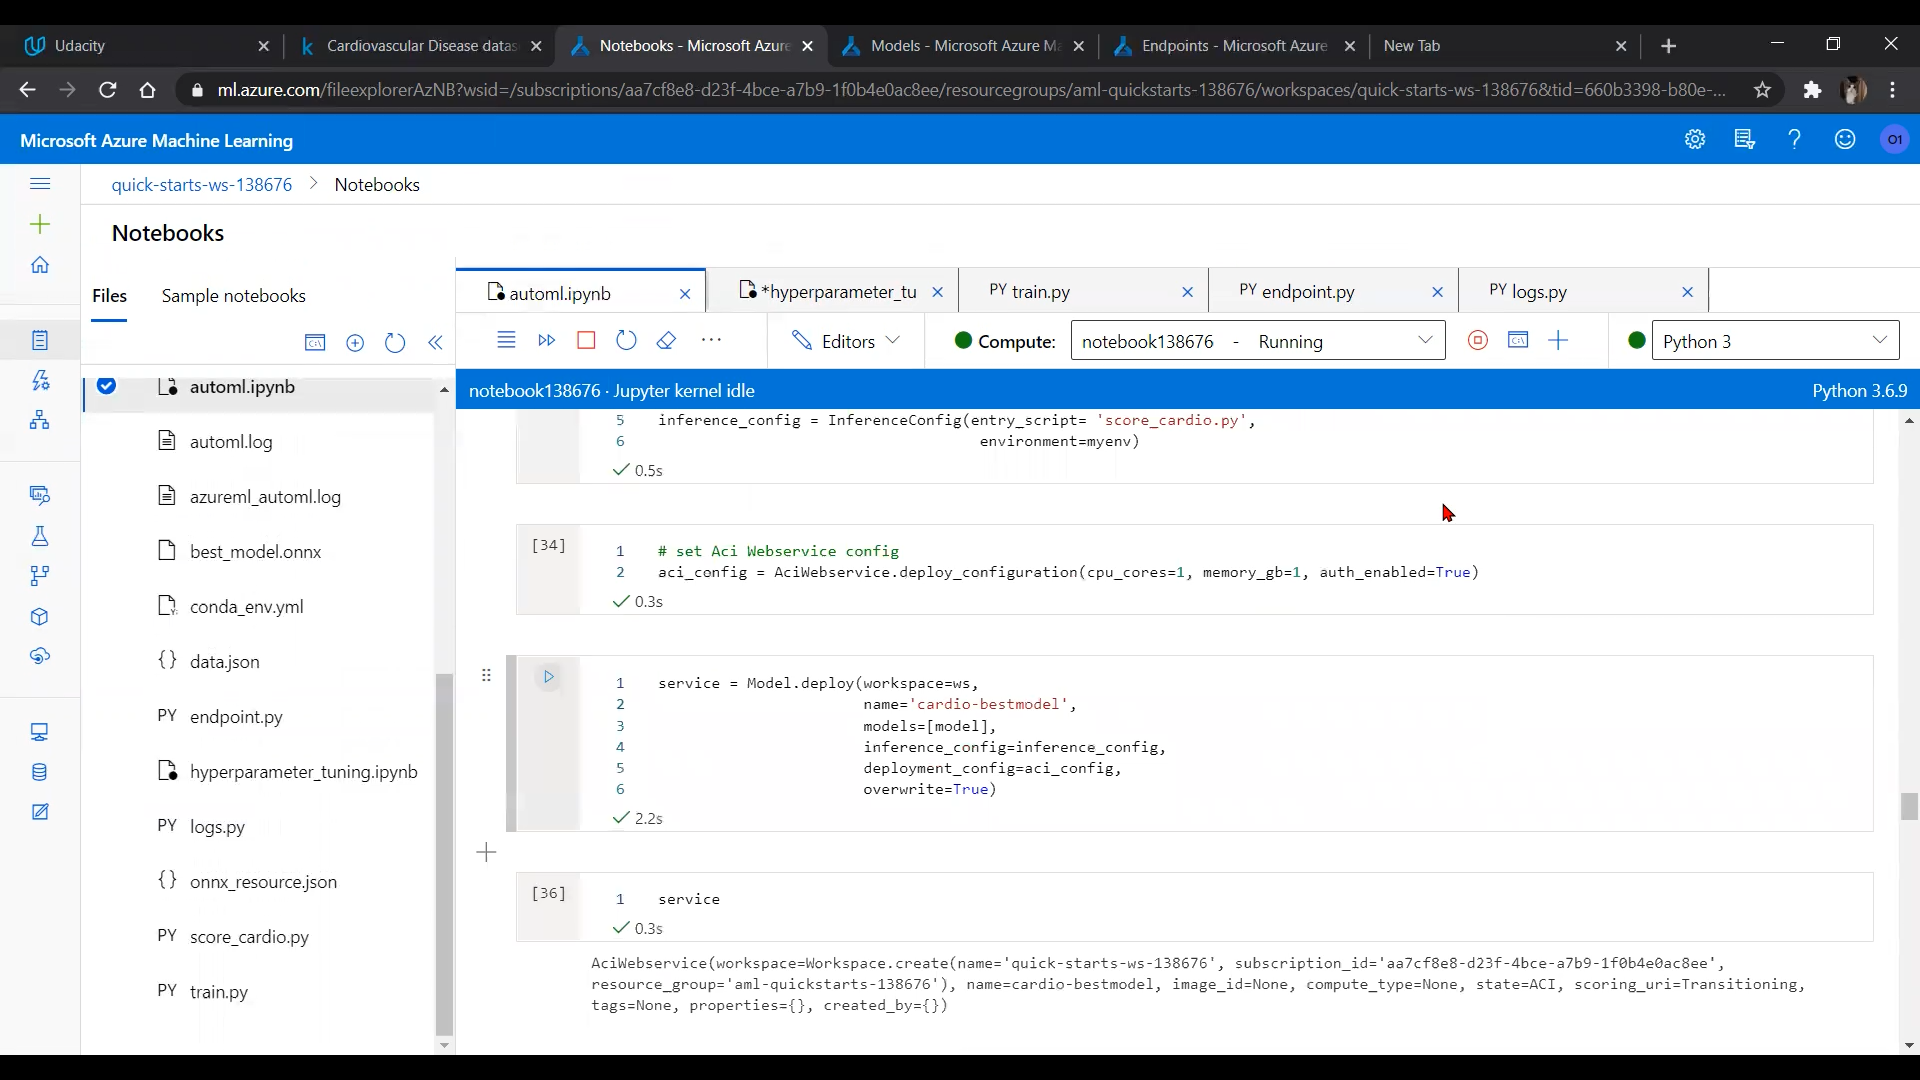 Udacity
Cardiovascular Disease datas
Notebooks - Microsoft Azure
Models - Microsoft Azure Ma
Endpoints - Microsoft Azure
New Tab
ml.azure.com/fileexplorerAzNB?wsid=/subscriptions/aa7cf8e8-d23f-4bce-a7b9-1f0b4e0ac8ee/resourcegroups/aml-quickstarts-138676/workspaces/quick-starts-ws-138676&tid=660b3398-b80e-...
Microsoft Azure Machine Learning
O1
quick-starts-ws-138676 > Notebooks
Notebooks
Files
Sample notebooks
automl.ipynb
*hyperparameter_tu
PY train.py
PY endpoint.py
PY logs.py
Editors
Compute:
notebook138676 - Running
Python 3
notebook138676 · Jupyter kernel idle
Python 3.6.9
automl.ipynb
automl.log
azureml_automl.log
best_model.onnx
conda_env.yml
{} data.json
PY endpoint.py
hyperparameter_tuning.ipynb
PY logs.py
{} onnx_resource.json
PY score_cardio.py
PY train.py
5 inference_config = InferenceConfig(entry_script= 'score_cardio.py',
6 environment=myenv)
0.5s
[34]
1 # set Aci Webservice config
2 aci_config = AciWebservice.deploy_configuration(cpu_cores=1, memory_gb=1, auth_enabled=True)
0.3s
1 service = Model.deploy(workspace=ws,
2 name='cardio-bestmodel',
3 models=[model],
4 inference_config=inference_config,
5 deployment_config=aci_config,
6 overwrite=True)
2.2s
[36]
1 service
0.3s
AciWebservice(workspace=Workspace.create(name='quick-starts-ws-138676', subscription_id='aa7cf8e8-d23f-4bce-a7b9-1f0b4e0ac8ee',
resource_group='aml-quickstarts-138676'), name=cardio-bestmodel, image_id=None, compute_type=None, state=ACI, scoring_uri=Transitioning,
tags=None, properties={}, created_by={})